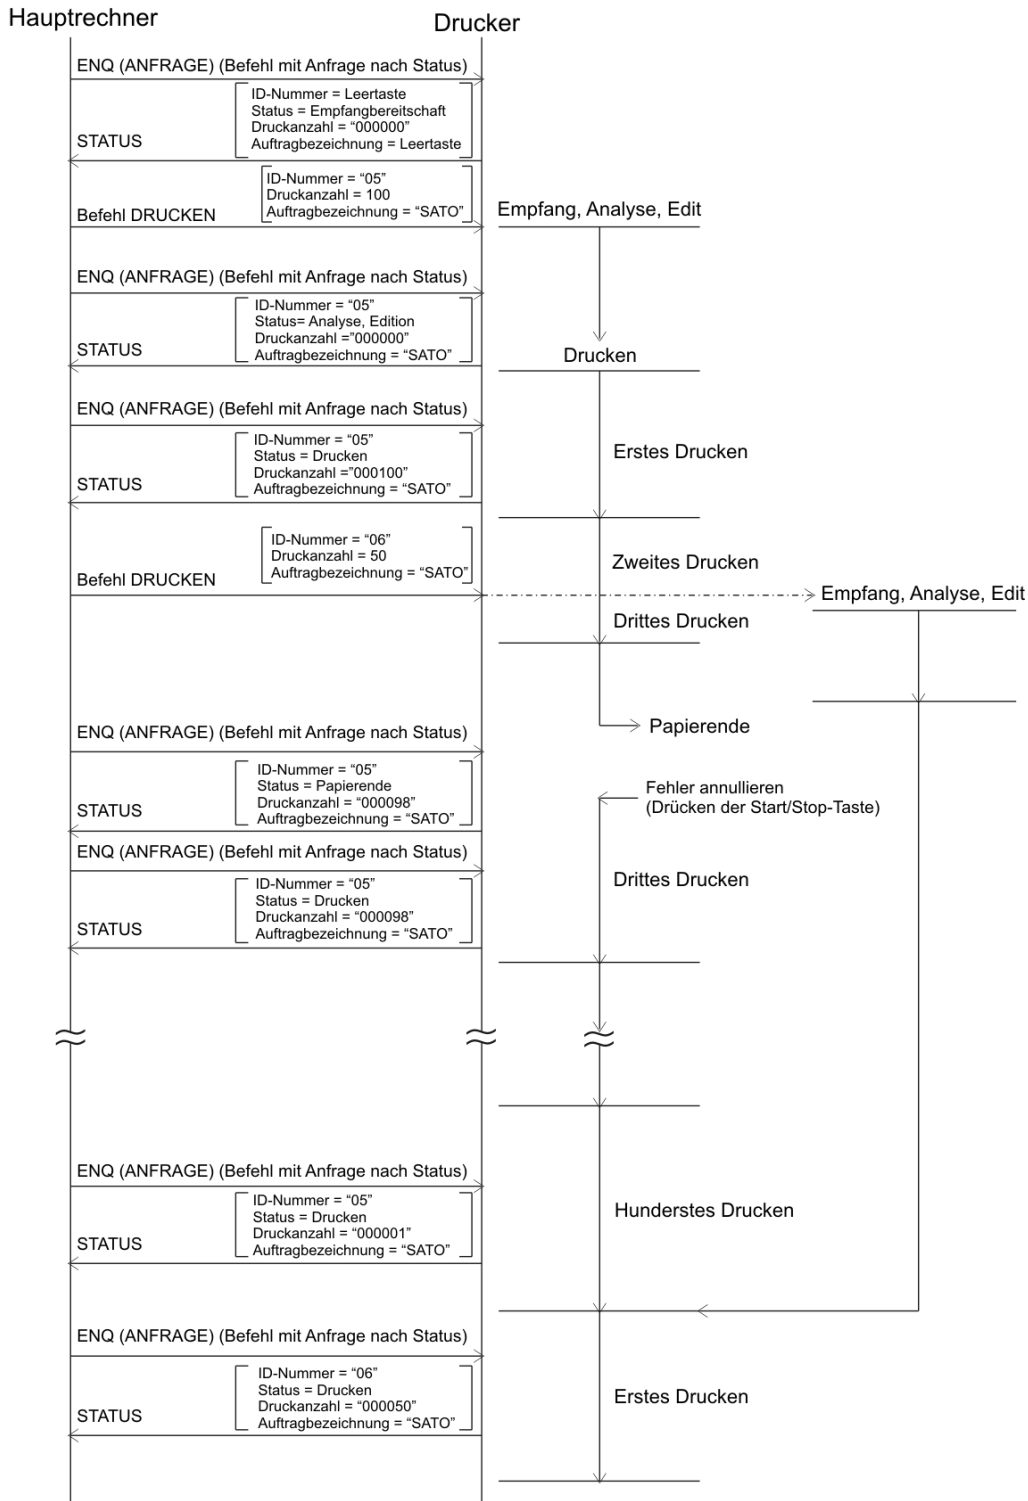 Hauptrechner
Drucker
ENQ (ANFRAGE) (Befehl mit Anfrage nach Status)
ID-Nummer = Leertaste
Status = Empfangbereitschaft
Druckanzahl = “000000”
Auftragbezeichnung = Leertaste
STATUS
ID-Nummer = “05”
Druckanzahl = 100
Auftragbezeichnung = “SATO”
Befehl DRUCKEN
Empfang, Analyse, Edit
ENQ (ANFRAGE) (Befehl mit Anfrage nach Status)
ID-Nummer = “05”
Status= Analyse, Edition
Druckanzahl =”000000”
Auftragbezeichnung = “SATO”
STATUS
Drucken
ENQ (ANFRAGE) (Befehl mit Anfrage nach Status)
ID-Nummer = “05”
Status = Drucken
Druckanzahl =”000100”
Auftragbezeichnung = “SATO”
STATUS
Erstes Drucken
ID-Nummer = “06”
Druckanzahl = 50
Auftragbezeichnung = “SATO”
Befehl DRUCKEN
Zweites Drucken
Empfang, Analyse, Edit
Drittes Drucken
ENQ (ANFRAGE) (Befehl mit Anfrage nach Status)
Papierende
ID-Nummer = “05”
Status = Papierende
Druckanzahl = “000098”
Auftragbezeichnung = “SATO”
STATUS
Fehler annullieren
(Drücken der Start/Stop-Taste)
ENQ (ANFRAGE) (Befehl mit Anfrage nach Status)
ID-Nummer = “05”
Status = Drucken
Druckanzahl = “000098”
Auftragbezeichnung = “SATO”
STATUS
Drittes Drucken
ENQ (ANFRAGE) (Befehl mit Anfrage nach Status)
ID-Nummer = “05”
Status = Drucken
Druckanzahl = “000001”
Auftragbezeichnung = “SATO”
STATUS
Hunderstes Drucken
ENQ (ANFRAGE) (Befehl mit Anfrage nach Status)
ID-Nummer = “06”
Status = Drucken
Druckanzahl = “000050”
Auftragbezeichnung = “SATO”
STATUS
Erstes Drucken